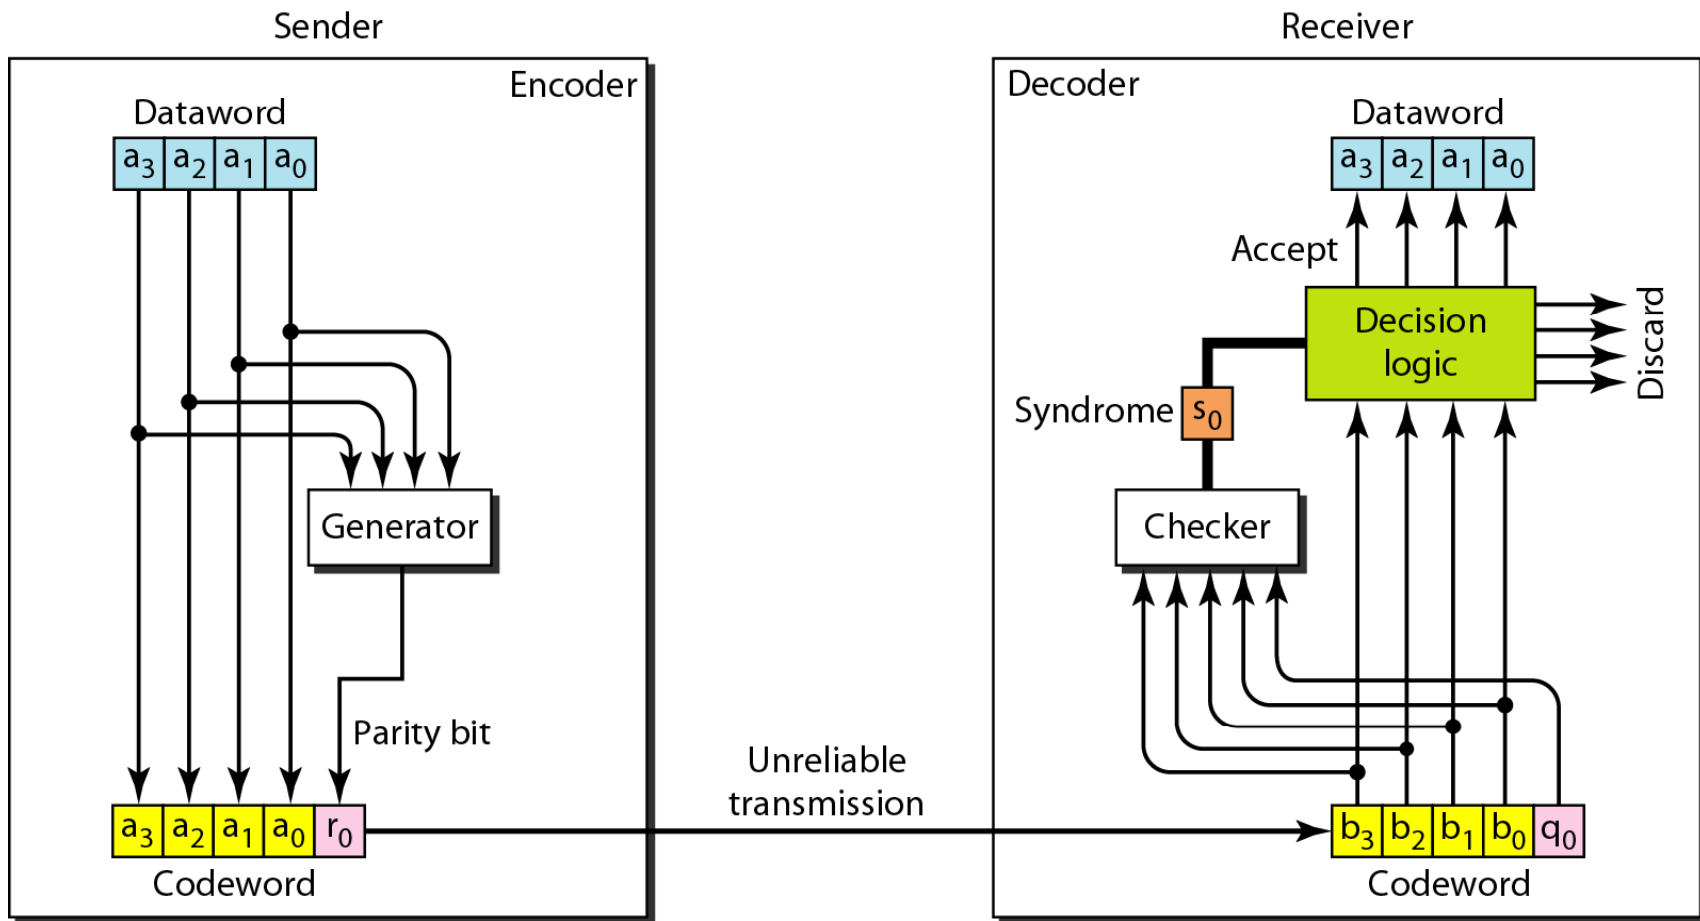 Sender
Encoder
Dataword
a3 a2 a1 a0
Generator
Parity bit
a3 a2 a1 a0 r0
Codeword
Unreliable
transmission
Receiver
Decoder
Dataword
a3 a2 a1 a0
Accept
Decision
logic
Discard
Syndrome
s0
Checker
b3 b2 b1 b0 q0
Codeword